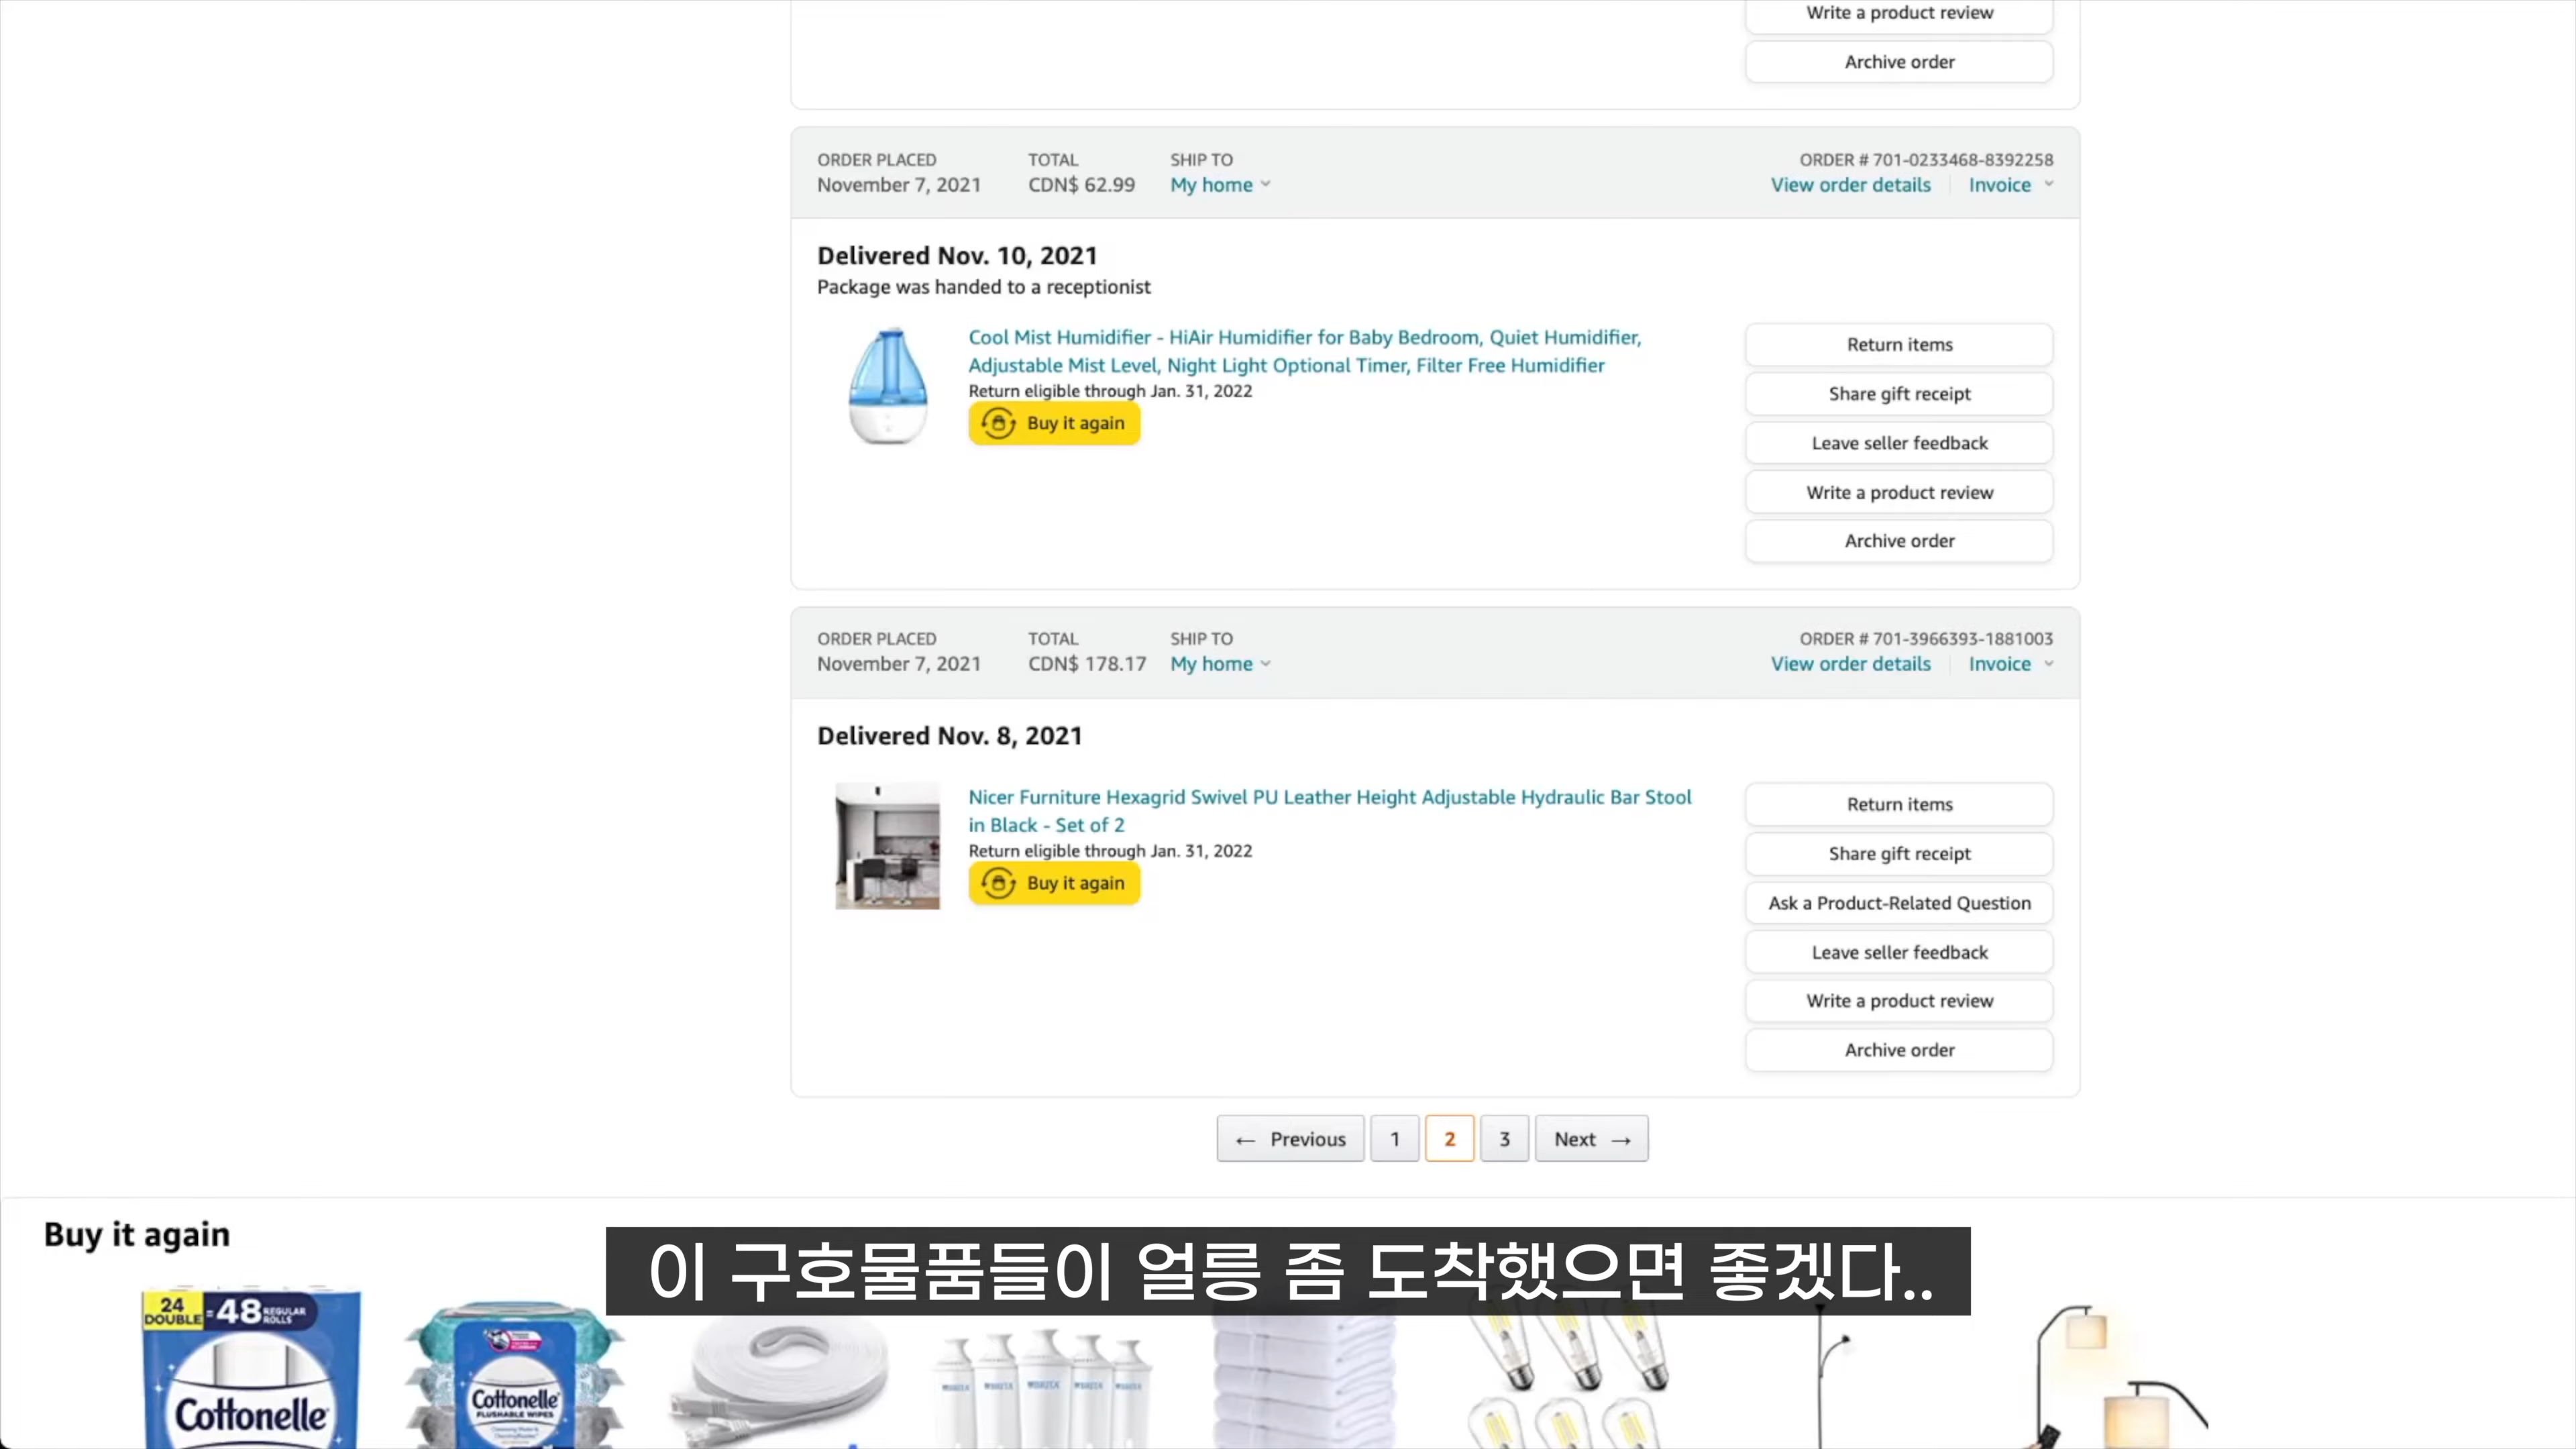 Write a product review
Archive order
ORDER PLACED
November 7, 2021
TOTAL
CDN$ 62.99
SHIP TO
My home
ORDER # 701-0233468-8392258
View order details
Invoice
Delivered Nov. 10, 2021
Package was handed to a receptionist
Cool Mist Humidifier - HiAir Humidifier for Baby Bedroom, Quiet Humidifier,
Adjustable Mist Level, Night Light Optional Timer, Filter Free Humidifier
Return eligible through Jan. 31, 2022
Buy it again
Return items
Share gift receipt
Leave seller feedback
Write a product review
Archive order
ORDER PLACED
November 7, 2021
TOTAL
CDN$ 178.17
SHIP TO
My home
ORDER # 701-3966393-1881003
View order details
Invoice
Delivered Nov. 8, 2021
Nicer Furniture Hexagrid Swivel PU Leather Height Adjustable Hydraulic Bar Stool
in Black - Set of 2
Return eligible through Jan. 31, 2022
Buy it again
Return items
Share gift receipt
Ask a Product-Related Question
Leave seller feedback
Write a product review
Archive order
← Previous
1
2
3
Next →
Buy it again
이 구호물품들이 얼릉 좀 도착했으면 좋겠다..
24
DOUBLE
=48
REGULAR
ROLLS
Cottonelle
Cottonelle
FLUSHABLE WIPES